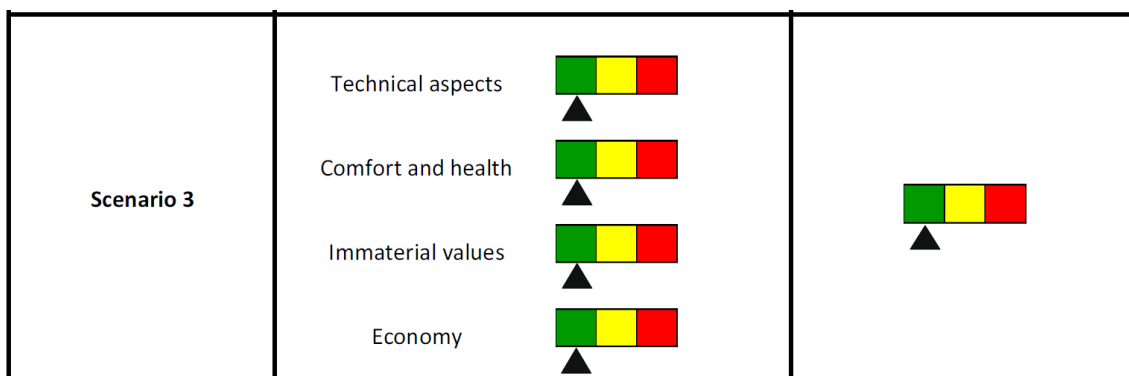 Technical aspects
Comfort and health
Scenario 3
Immaterial values
Economy